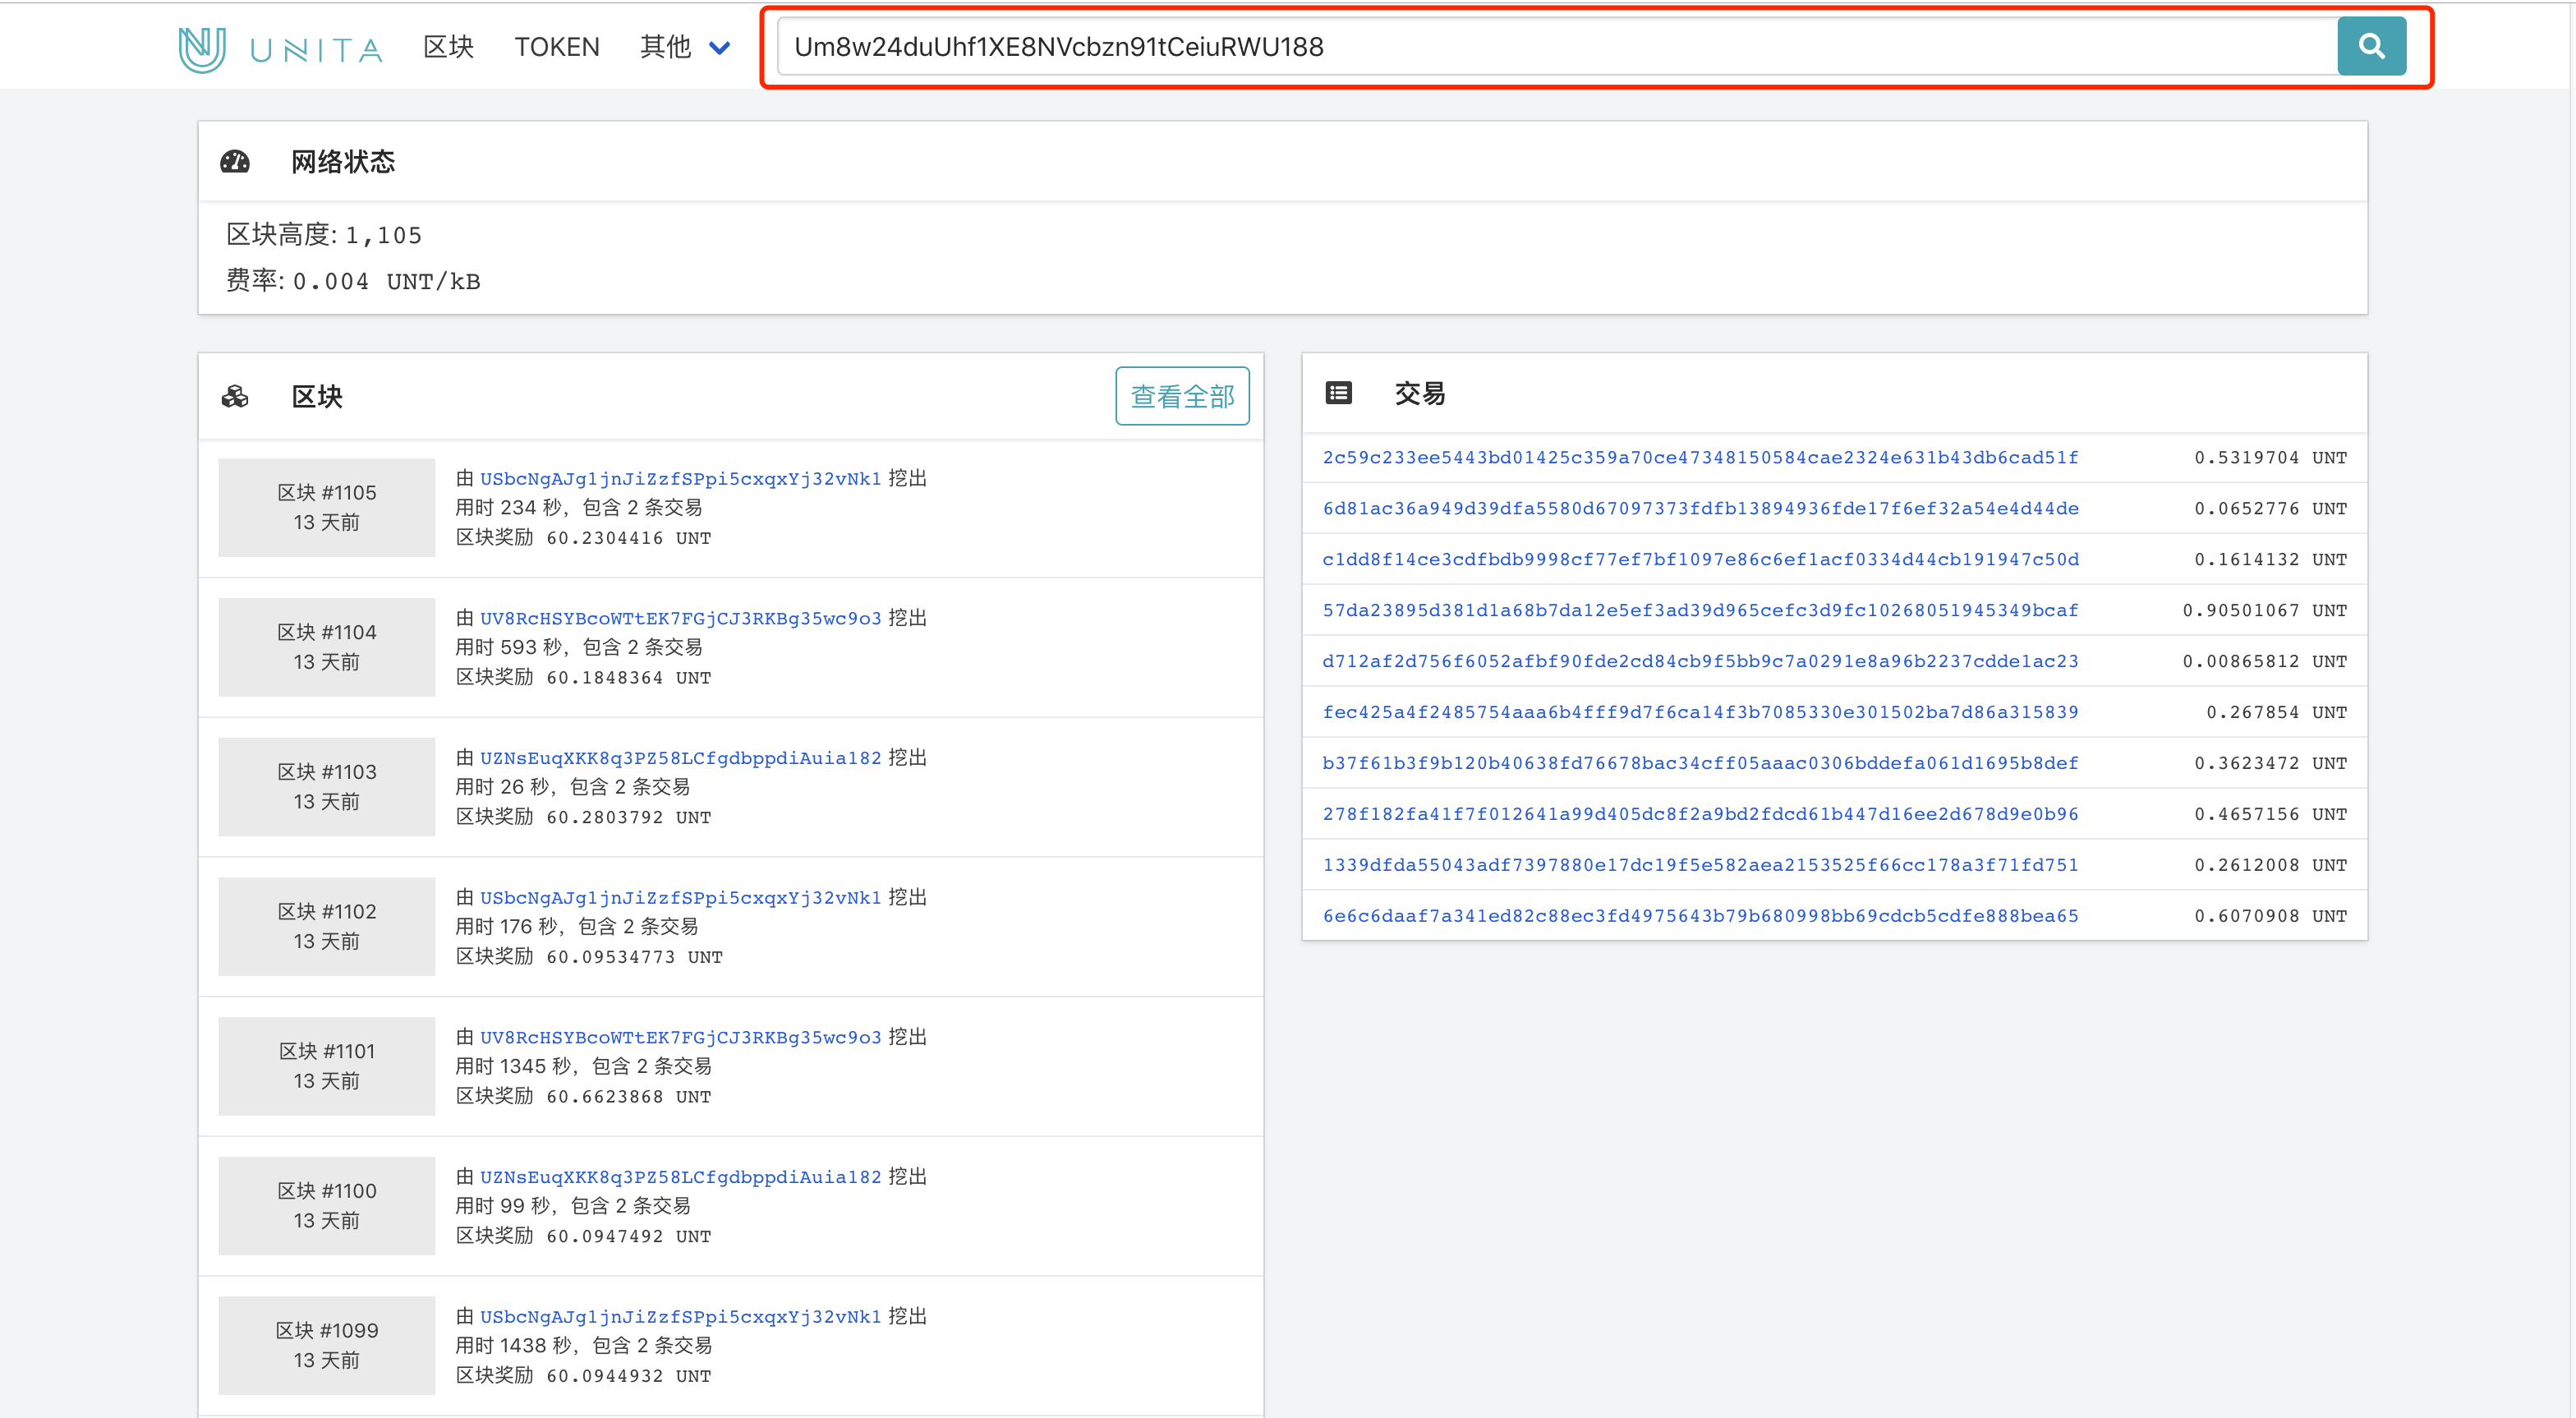 UNITA 区块 TOKEN 其他 Um8w24duUhf1XE8NVcbzn91tCeiuRWU188
网络状态
区块高度: 1,105
费率: 0.004 UNT/kB
区块 查看全部
区块 #1105
13 天前
由 USbcNgAJg1jnJiZzfSPpi5cxqxYj32vNk1 挖出
用时 234 秒，包含 2 条交易
区块奖励 60.2304416 UNT
区块 #1104
13 天前
由 UV8RcHSYBcoWTtEK7FGjCJ3RKBg35wc9o3 挖出
用时 593 秒，包含 2 条交易
区块奖励 60.1848364 UNT
区块 #1103
13 天前
由 UZNsEuqXKK8q3PZ58LCfgdbppdiAuia182 挖出
用时 26 秒，包含 2 条交易
区块奖励 60.2803792 UNT
区块 #1102
13 天前
由 USbcNgAJg1jnJiZzfSPpi5cxqxYj32vNk1 挖出
用时 176 秒，包含 2 条交易
区块奖励 60.09534773 UNT
区块 #1101
13 天前
由 UV8RcHSYBcoWTtEK7FGjCJ3RKBg35wc9o3 挖出
用时 1345 秒，包含 2 条交易
区块奖励 60.6623868 UNT
区块 #1100
13 天前
由 UZNsEuqXKK8q3PZ58LCfgdbppdiAuia182 挖出
用时 99 秒，包含 2 条交易
区块奖励 60.0947492 UNT
区块 #1099
13 天前
由 USbcNgAJg1jnJiZzfSPpi5cxqxYj32vNk1 挖出
用时 1438 秒，包含 2 条交易
区块奖励 60.0944932 UNT
交易
2c59c233ee5443bd01425c359a70ce47348150584cae2324e631b43db6cad51f 0.5319704 UNT
6d81ac36a949d39dfa5580d67097373fdfb13894936fde17f6ef32a54e4d44de 0.0652776 UNT
c1dd8f14ce3cdfbdb9998cf77ef7bf1097e86c6ef1acf0334d44cb191947c50d 0.1614132 UNT
57da23895d381d1a68b7da12e5ef3ad39d965cefc3d9fc10268051945349bcaf 0.90501067 UNT
d712af2d756f6052afbf90fde2cd84cb9f5bb9c7a0291e8a96b2237cdde1ac23 0.00865812 UNT
fec425a4f2485754aaa6b4fff9d7f6ca14f3b7085330e301502ba7d86a315839 0.267854 UNT
b37f61b3f9b120b40638fd76678bac34cff05aaac0306bddefa061d1695b8def 0.3623472 UNT
278f182fa41f7f012641a99d405dc8f2a9bd2fdcd61b447d16ee2d678d9e0b96 0.4657156 UNT
1339dfda55043adf7397880e17dc19f5e582aea2153525f66cc178a3f71fd751 0.2612008 UNT
6e6c6daaf7a341ed82c88ec3fd4975643b79b680998bb69cdcb5cdfe888bea65 0.6070908 UNT